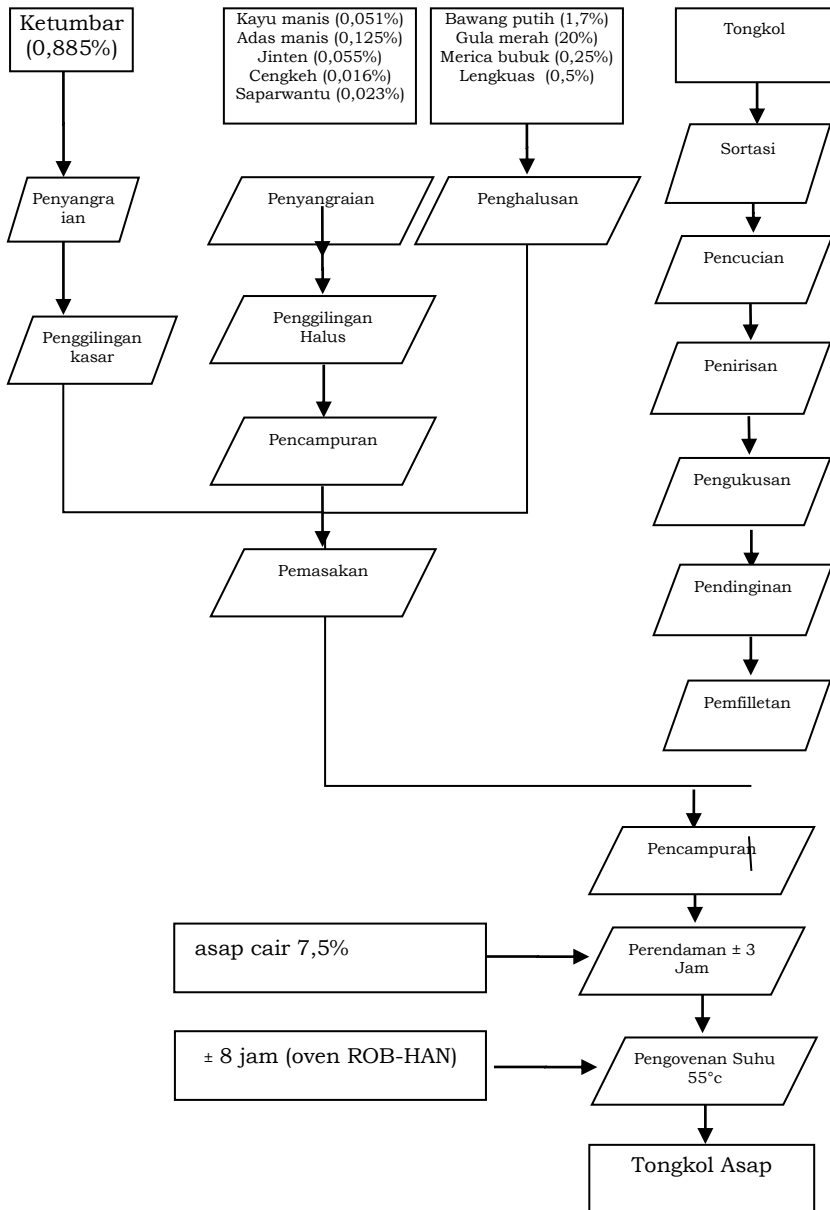 Ketumbar
(0,885%)
Kayu manis (0,051%)
Adas manis (0,125%)
Jinten (0,055%)
Cengkeh (0,016%)
Saparwantu (0,023%)
Bawang putih (1,7%)
Gula merah (20%)
Merica bubuk (0,25%)
Lengkuas (0,5%)
Tongkol
Sortasi
Penyangra
ian
Penyangraian
Penghalusan
Pencucian
Penggilingan
kasar
Penggilingan
Halus
Penirisan
Pencampuran
Pengukusan
Pemasakan
Pendinginan
Pemfilletan
Pencampuran
asap cair 7,5%
Perendaman ± 3
Jam
± 8 jam (oven ROB-HAN)
Pengovenan Suhu
55°c
Tongkol Asap